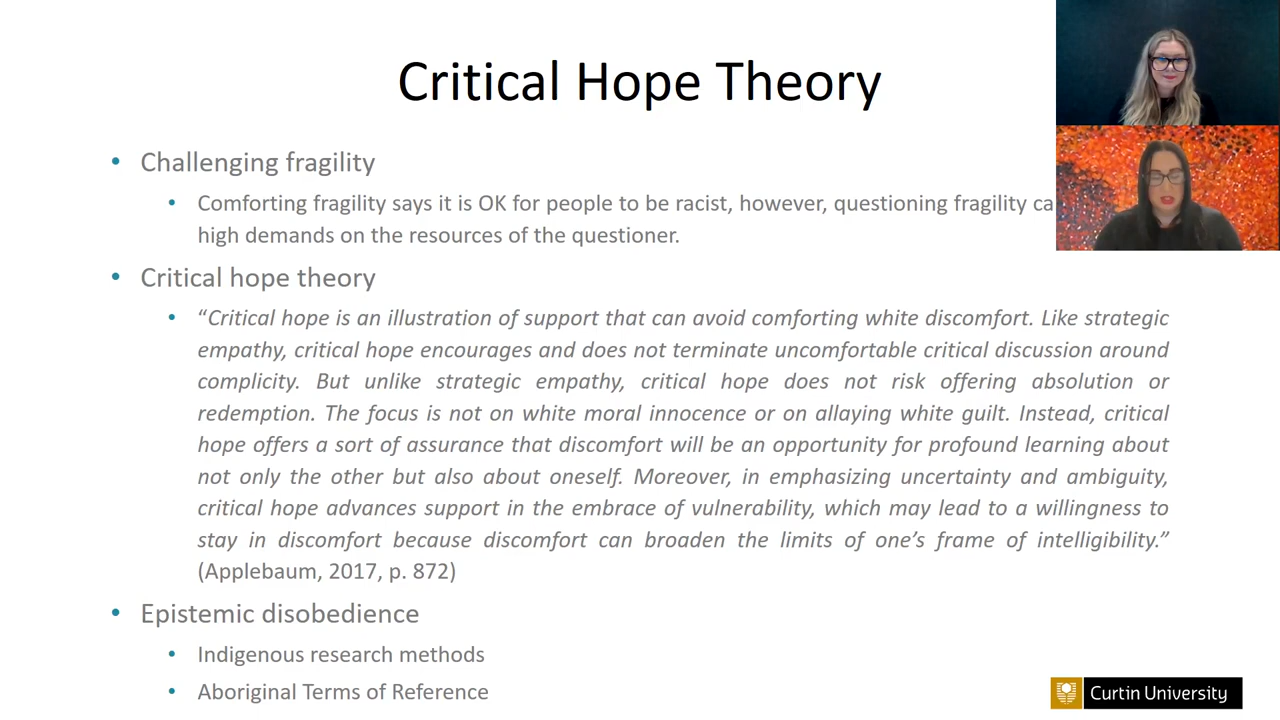 Critical Hope Theory
• Challenging fragility
• Comforting fragility says it is OK for people to be racist, however, questioning fragility ca
high demands on the resources of the questioner.
• Critical hope theory
• “Critical hope is an illustration of support that can avoid comforting white discomfort. Like strategic
empathy, critical hope encourages and does not terminate uncomfortable critical discussion around
complicity. But unlike strategic empathy, critical hope does not risk offering absolution or
redemption. The focus is not on white moral innocence or on allaying white guilt. Instead, critical
hope offers a sort of assurance that discomfort will be an opportunity for profound learning about
not only the other but also about oneself. Moreover, in emphasizing uncertainty and ambiguity,
critical hope advances support in the embrace of vulnerability, which may lead to a willingness to
stay in discomfort because discomfort can broaden the limits of one’s frame of intelligibility.”
(Applebaum, 2017, p. 872)
• Epistemic disobedience
• Indigenous research methods
• Aboriginal Terms of Reference
Curtin University